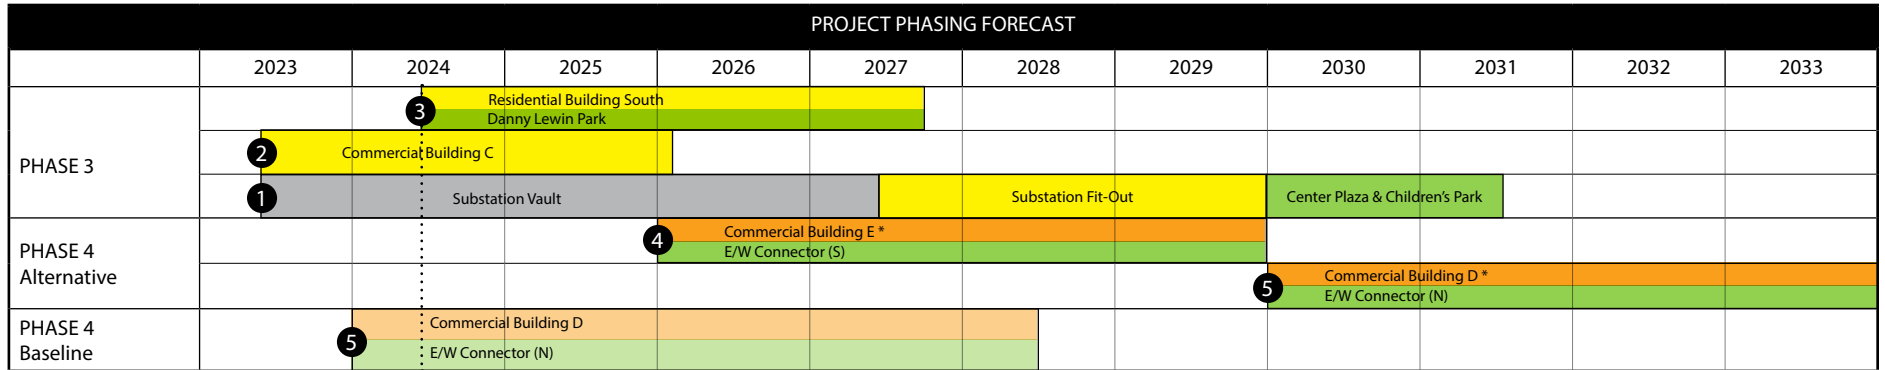 PROJECT PHASING FORECAST
2023 2024 2025 2026 2027 2028 2029 2030 2031 2032 2033
PHASE 3
3 Residential Building South
Danny Lewin Park
2 Commercial Building C
1 Substation Vault Substation Fit-Out Center Plaza & Children's Park
PHASE 4
Alternative
4 Commercial Building E *
E/W Connector (S)
5 Commercial Building D *
E/W Connector (N)
PHASE 4
Baseline
5 Commercial Building D
E/W Connector (N)